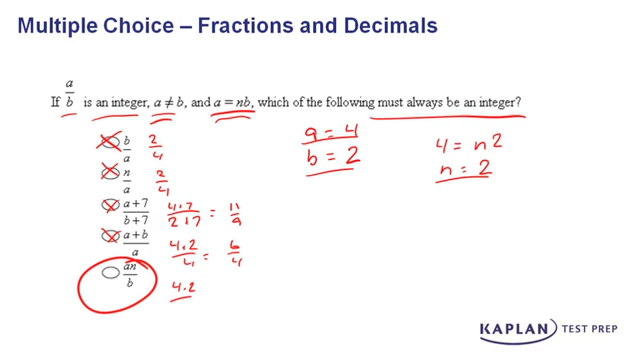 Multiple Choice – Fractions and Decimals
If a/b is an integer, a ≠ b, and a = nb, which of the following must always be an integer?
a = 4
b = 2
4 = n2
n = 2
b/a 2/4
n/a 2/4
a+7/b+7 4+7/2+7 = 11/9
a+b/a 4+2/4 = 6/4
an/b 4·2
KAPLAN TEST PREP